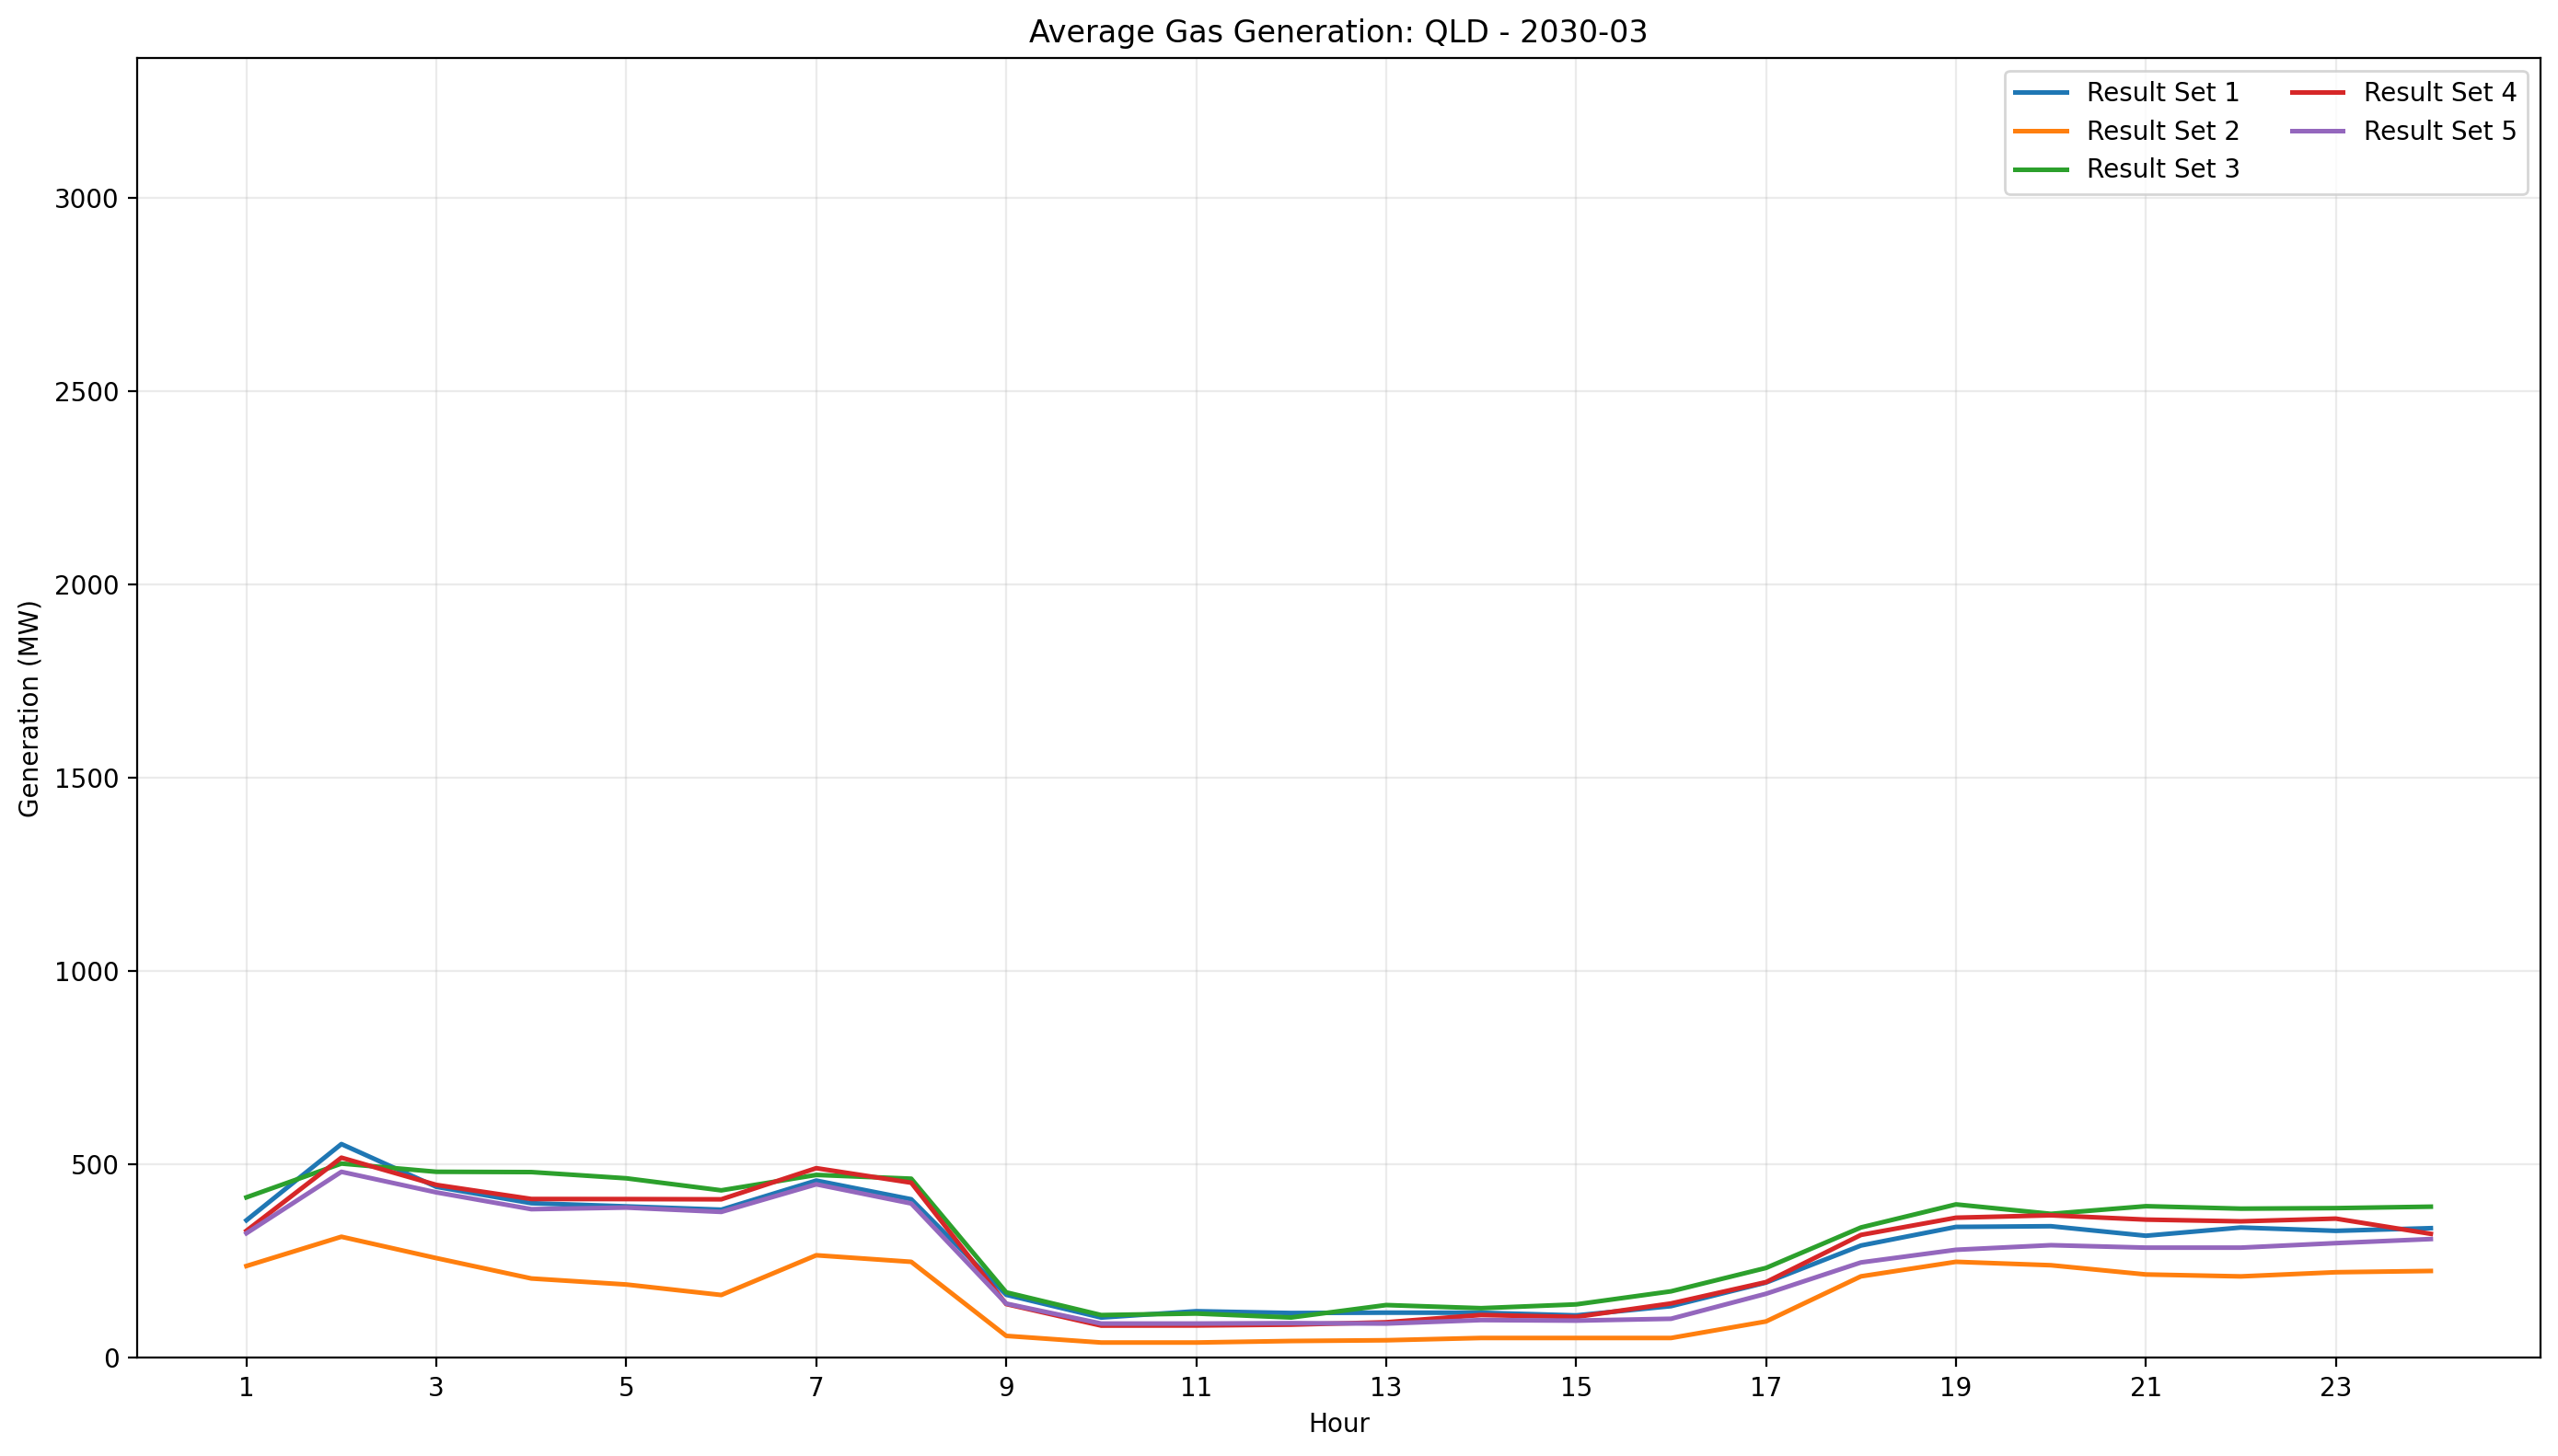 Average Gas Generation: QLD - 2030-03
Result Set 1
Result Set 2
Result Set 3
Result Set 4
Result Set 5
3000
2500
2000
1500
1000
500
0
Generation (MW)
1 3 5 7 9 11 13 15 17 19 21 23
Hour